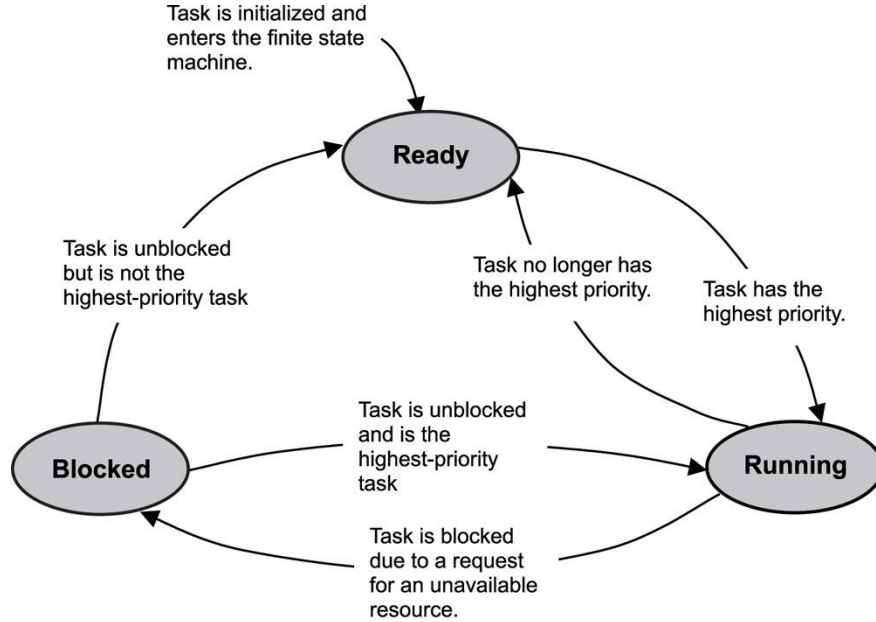 Task is initialized and
enters the finite state
machine.
Ready
Task is unblocked
but is not the
highest-priority task
Task no longer has
the highest priority.
Task has the
highest priority.
Task is unblocked
and is the
highest-priority
task
Blocked
Running
Task is blocked
due to a request
for an unavailable
resource.